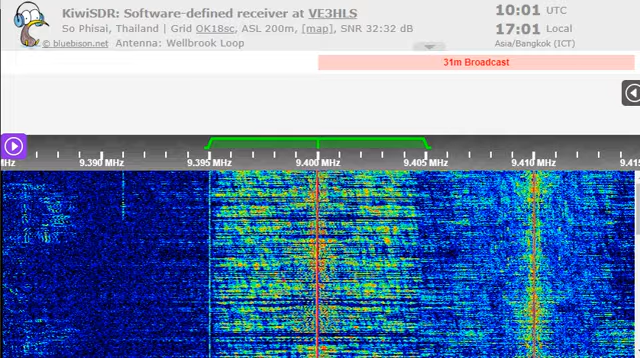 KiwiSDR: Software-defined receiver at VE3HLS
So Phisai, Thailand | Grid OK18sc, ASL 200m, [map], SNR 32:32 dB
© bluebison.net Antenna: Wellbrook Loop
10:01 UTC
17:01 Local
Asia/Bangkok (ICT)
31m Broadcast
MHz 9.390 MHz 9.395 MHz 9.400 MHz 9.405 MHz 9.410 MHz 9.415